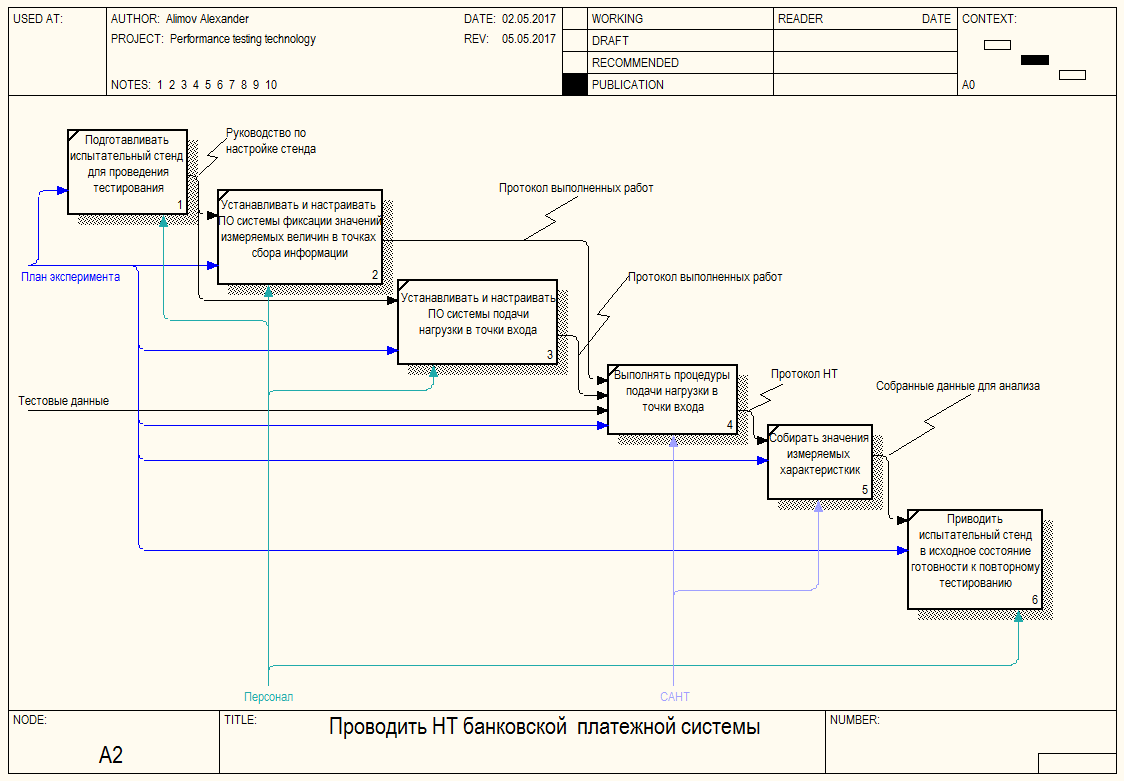 USED AT:
AUTHOR: Alimov Alexander
DATE: 02.05.2017
PROJECT: Performance testing technology
REV: 05.05.2017
NOTES: 1 2 3 4 5 6 7 8 9 10
WORKING
DRAFT
RECOMMENDED
PUBLICATION
READER
DATE
CONTEXT:
A0
Подготавливать
испытательный стенд
для проведения
тестирования
1
Руководство по
настройке стенда
Устанавливать и настраивать
ПО системы фиксации значений
измеряемых величин в точках
сбора информации
2
Протокол выполненных работ
План эксперимента
Устанавливать и настраивать
ПО системы подачи
нагрузки в точки входа
3
Протокол выполненных работ
Тестовые данные
Выполнять процедуры
подачи нагрузки в
точки входа
4
Протокол НТ
Собранные данные для анализа
Собирать значения
измеряемых
характеристкик
5
Приводить
испытательный стенд
в исходное состояние
готовности к повторному
тестированию
6
Персонал
САНТ
NODE:
A2
TITLE:
Проводить НТ банковской платежной системы
NUMBER: